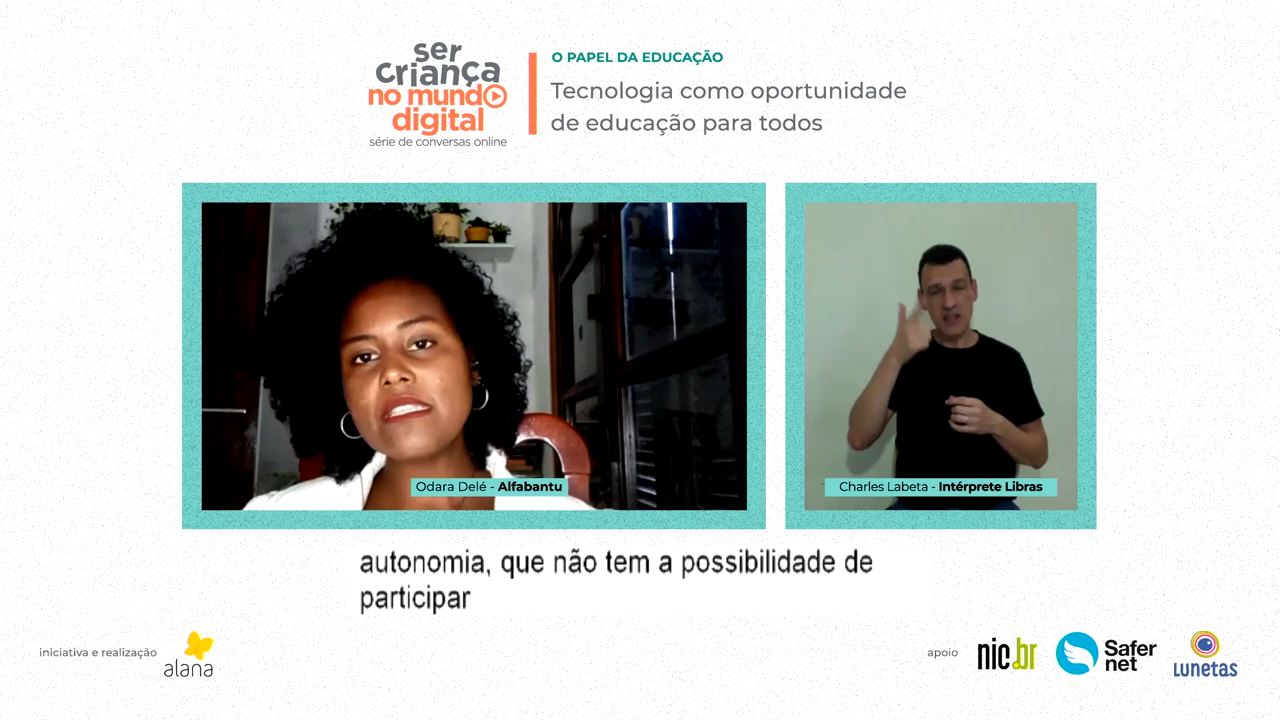 ser
criança
no mundo
digital
série de conversas online
O PAPEL DA EDUCAÇÃO
Tecnologia como oportunidade
de educação para todos
Odara Delé - Alfabantu
Charles Labeta - Intérprete Libras
autonomia, que não tem a possibilidade de
participar
iniciativa e realização
alana
apoio
nic.br
Safer
net
LUNETAS